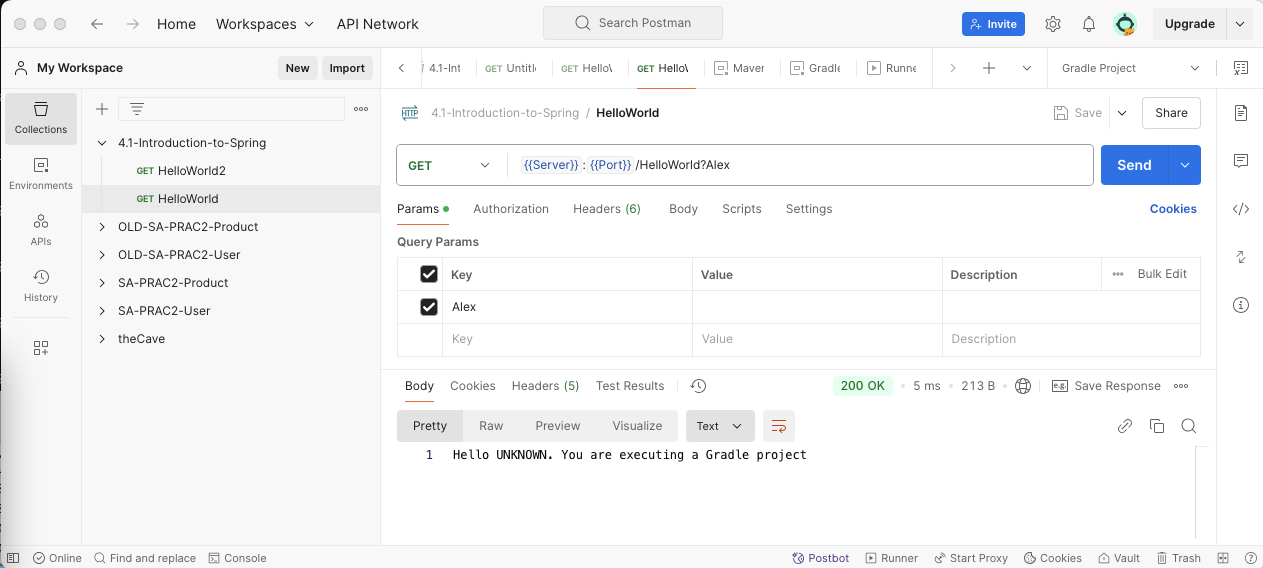 Home Workspaces API Network Search Postman Invite Upgrade
My Workspace New Import 4.1-Int GET Untitle GET Hello\ GET Hello\ Maver Gradle Runne Gradle Project
Collections
Environments
APIs
History
4.1-Introduction-to-Spring
GET HelloWorld2
GET HelloWorld
OLD-SA-PRAC2-Product
OLD-SA-PRAC2-User
SA-PRAC2-Product
SA-PRAC2-User
theCave
HTTP 4.1-Introduction-to-Spring / HelloWorld Save Share
GET {{Server}}:{{Port}}/HelloWorld?Alex Send
Params Authorization Headers (6) Body Scripts Settings Cookies
Query Params
Key Value Description Bulk Edit
Alex
Key Value Description
Body Cookies Headers (5) Test Results 200 OK 5 ms 213 B e.g. Save Response
Pretty Raw Preview Visualize Text
1 Hello UNKNOWN. You are executing a Gradle project
Online Find and replace Console Postbot Runner Start Proxy Cookies Vault Trash